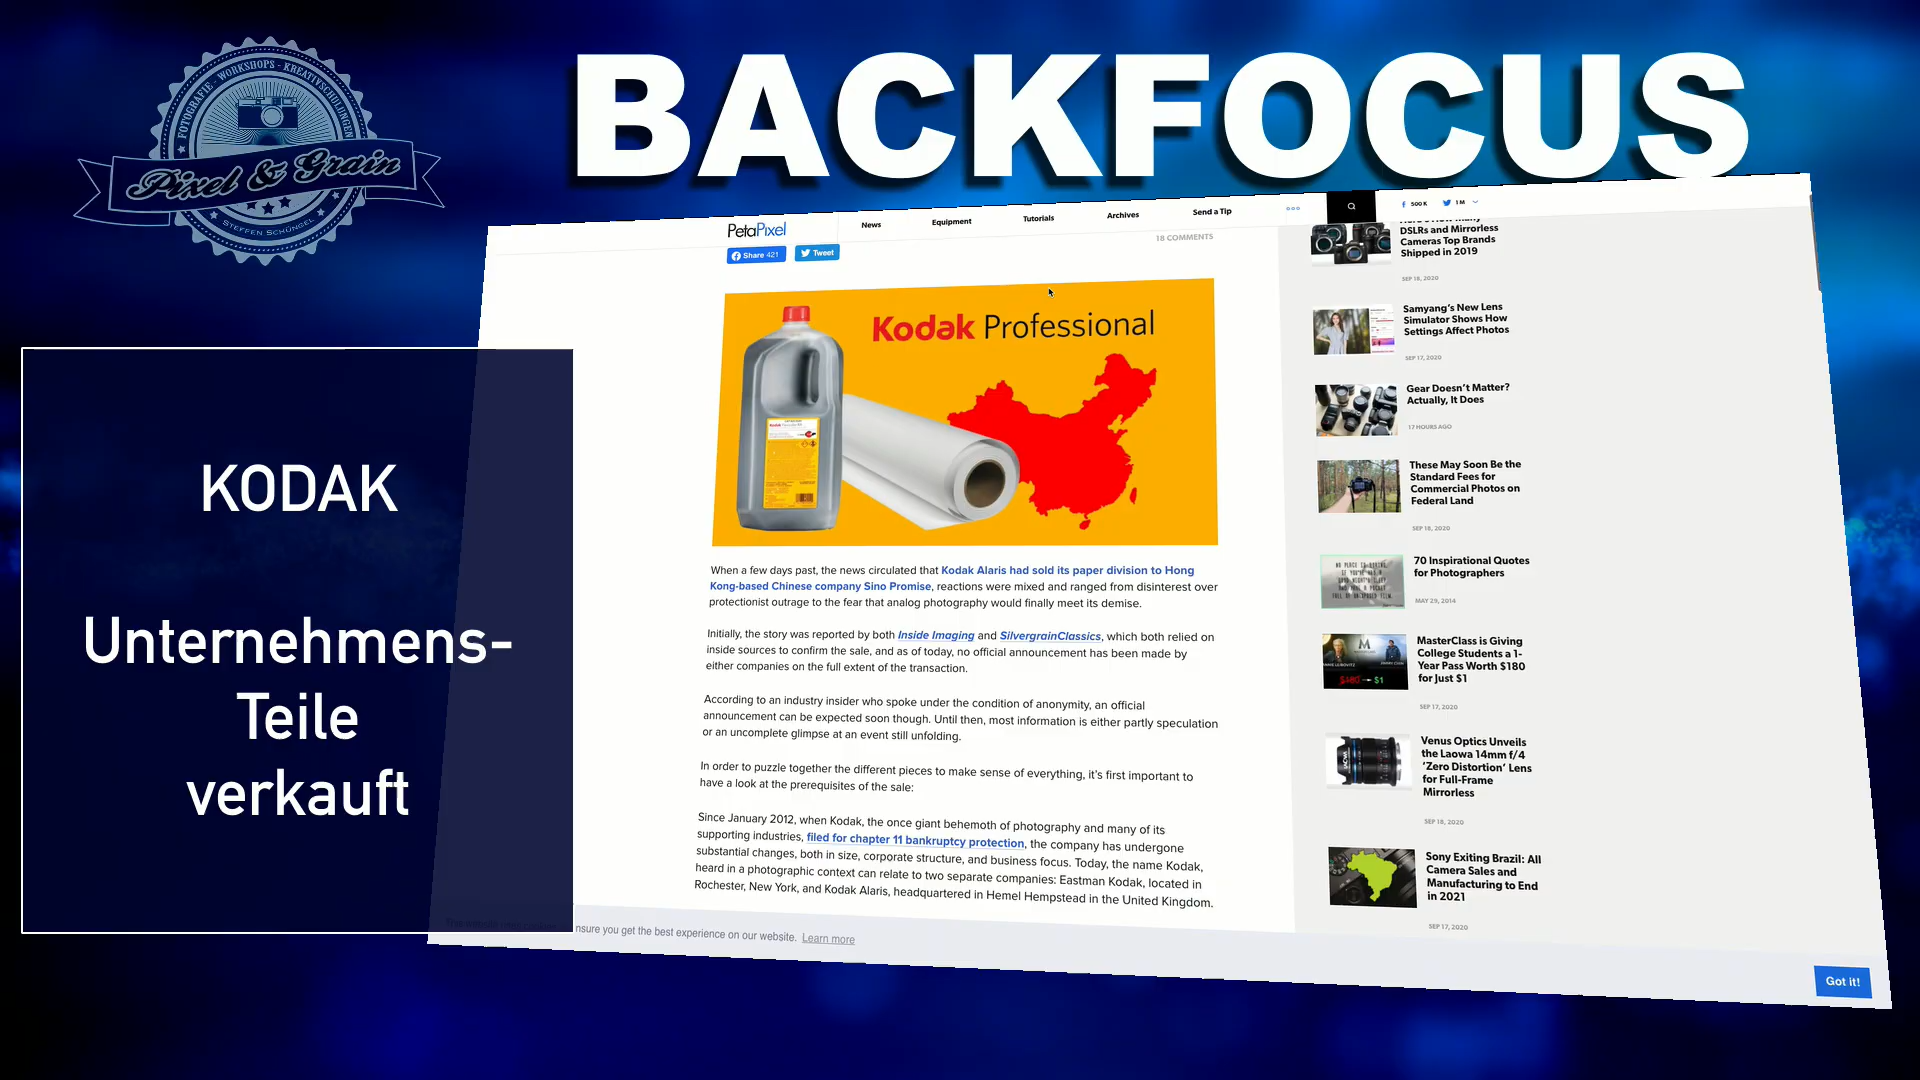 FOTOGRAFIE - WORKSHOPS - KREATIVSCHULUNGEN
Pixel & Grain
STEFFEN SCHÜNGEL
BACKFOCUS
KODAK
Unternehmens-
Teile
verkauft
PetaPixel
News
Equipment
Tutorials
Archives
Send a Tip
500K
1M
Share 421
Tweet
18 COMMENTS
Kodak Professional
Kodak
When a few days past, the news circulated that Kodak Alaris had sold its paper division to Hong
Kong-based Chinese company Sino Promise, reactions were mixed and ranged from disinterest over
protectionist outrage to the fear that analog photography would finally meet its demise.
Initially, the story was reported by both Inside Imaging and SilvergrainClassics, which both relied on
inside sources to confirm the sale, and as of today, no official announcement has been made by
either companies on the full extent of the transaction.
According to an industry insider who spoke under the condition of anonymity, an official
announcement can be expected soon though. Until then, most information is either partly speculation
or an uncomplete glimpse at an event still unfolding.
In order to puzzle together the different pieces to make sense of everything, it's first important to
have a look at the prerequisites of the sale:
Since January 2012, when Kodak, the once giant behemoth of photography and many of its
supporting industries, filed for chapter 11 bankruptcy protection, the company has undergone
substantial changes, both in size, corporate structure, and business focus. Today, the name Kodak,
heard in a photographic context can relate to two separate companies: Eastman Kodak, located in
Rochester, New York, and Kodak Alaris, headquartered in Hemel Hempstead in the United Kingdom.
nsure you get the best experience on our website. Learn more
Got it!
DSLRs and Mirrorless
Cameras Top Brands
Shipped in 2019
SEP 18, 2020
Samyang's New Lens
Simulator Shows How
Settings Affect Photos
SEP 17, 2020
Gear Doesn't Matter?
Actually, It Does
17 HOURS AGO
These May Soon Be the
Standard Fees for
Commercial Photos on
Federal Land
SEP 18, 2020
70 Inspirational Quotes
for Photographers
MAY 29, 2014
MasterClass is Giving
College Students a 1-
Year Pass Worth $180
for Just $1
SEP 17, 2020
$180 → $1
Venus Optics Unveils
the Laowa 14mm f/4
'Zero Distortion' Lens
for Full-Frame
Mirrorless
SEP 18, 2020
Sony Exiting Brazil: All
Camera Sales and
Manufacturing to End
in 2021
SEP 17, 2020